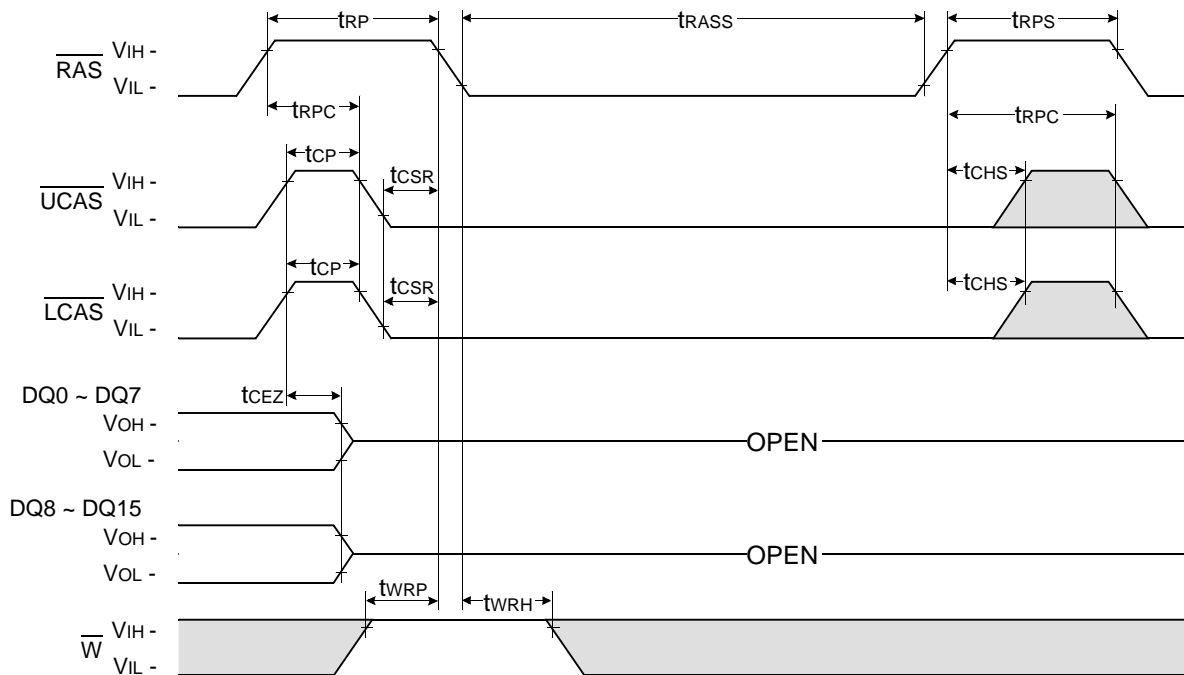 tRP tRASS tRPS
RAS VIH -
VIL -
tRPC tRPC
tCP tCSR tCHS
UCAS VIH -
VIL -
tCP tCSR tCHS
LCAS VIH -
VIL -
DQ0 ~ DQ7 tCEZ
VOH -
VOL -
OPEN
DQ8 ~ DQ15
VOH -
VOL -
OPEN
tWRP tWRH
W VIH -
VIL -